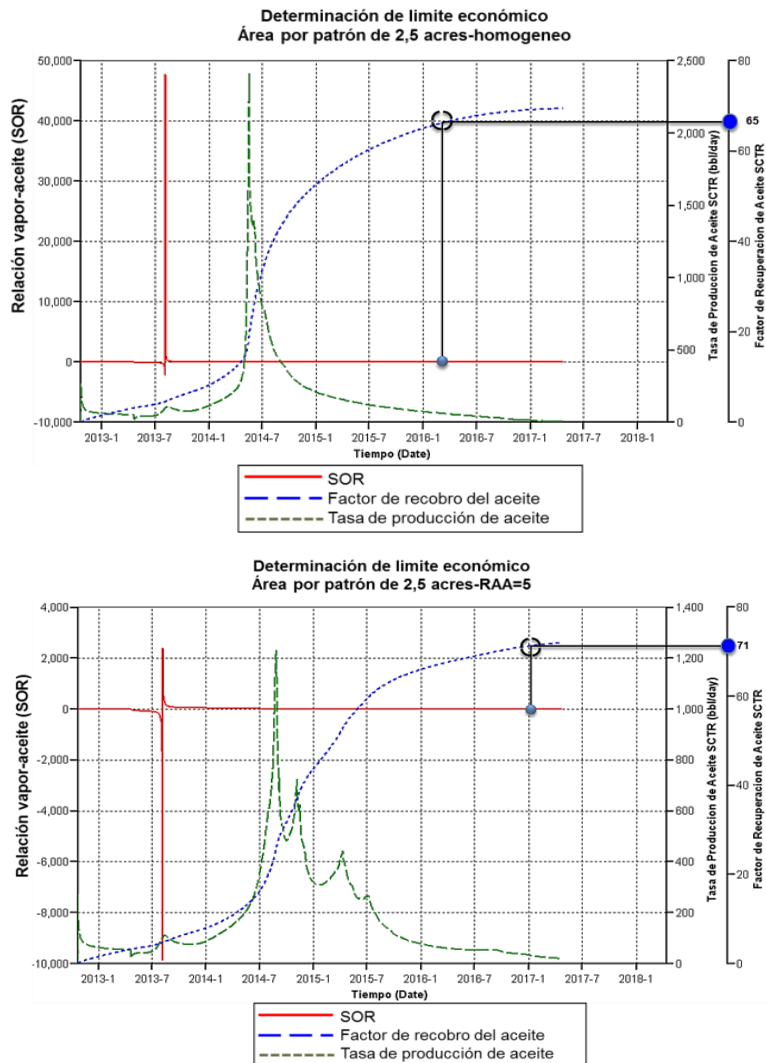 Determinación de limite económico
Área por patrón de 2,5 acres-homogeneo
Relación vapor-aceite (SOR)
50,000
40,000
30,000
20,000
10,000
0
-10,000
2013-1 2013-7 2014-1 2014-7 2015-1 2015-7 2016-1 2016-7 2017-1 2017-7 2018-1
Tiempo (Date)
2,500
2,000
1,500
1,000
500
0
Tasa de Produccion de Aceite SCTR (bbl/day)
80
65
60
40
20
0
Fcator de Recuperacion de Aceite SCTR
SOR
Factor de recobro del aceite
Tasa de producción de aceite
Determinación de limite económico
Área por patrón de 2,5 acres-RAA=5
Relación vapor-aceite (SOR)
4,000
2,000
0
-2,000
-4,000
-6,000
-8,000
-10,000
2013-1 2013-7 2014-1 2014-7 2015-1 2015-7 2016-1 2016-7 2017-1 2017-7 2018-1
Tiempo (Date)
1,400
1,200
1,000
800
600
400
200
0
Tasa de Produccion de Aceite SCTR (bbl/day)
80
71
60
40
20
0
Factor de Recuperacion de Aceite SCTR
SOR
Factor de recobro del aceite
Tasa de producción de aceite